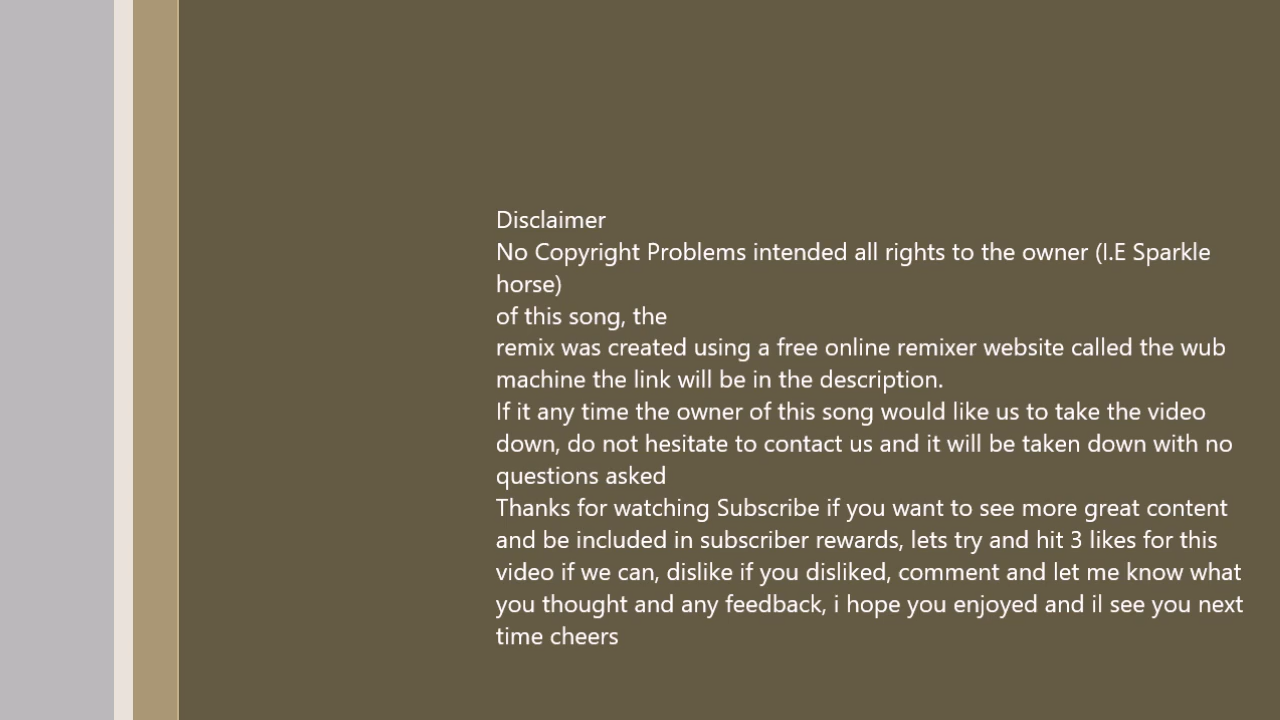 Disclaimer
No Copyright Problems intended all rights to the owner (I.E Sparkle
horse)
of this song, the
remix was created using a free online remixer website called the wub
machine the link will be in the description.
If it any time the owner of this song would like us to take the video
down, do not hesitate to contact us and it will be taken down with no
questions asked
Thanks for watching Subscribe if you want to see more great content
and be included in subscriber rewards, lets try and hit 3 likes for this
video if we can, dislike if you disliked, comment and let me know what
you thought and any feedback, i hope you enjoyed and il see you next
time cheers